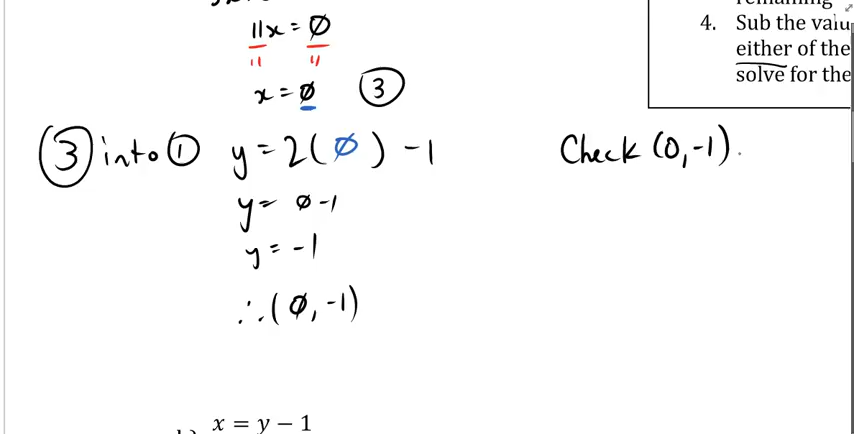 11x = 0
11 11
x = 0 ③
remaining
4. Sub the valu
either of the
solve for the
③ into ① y = 2(0) - 1
y = 0 - 1
y = -1
∴ (0, -1)
Check (0, -1).
x = y − 1